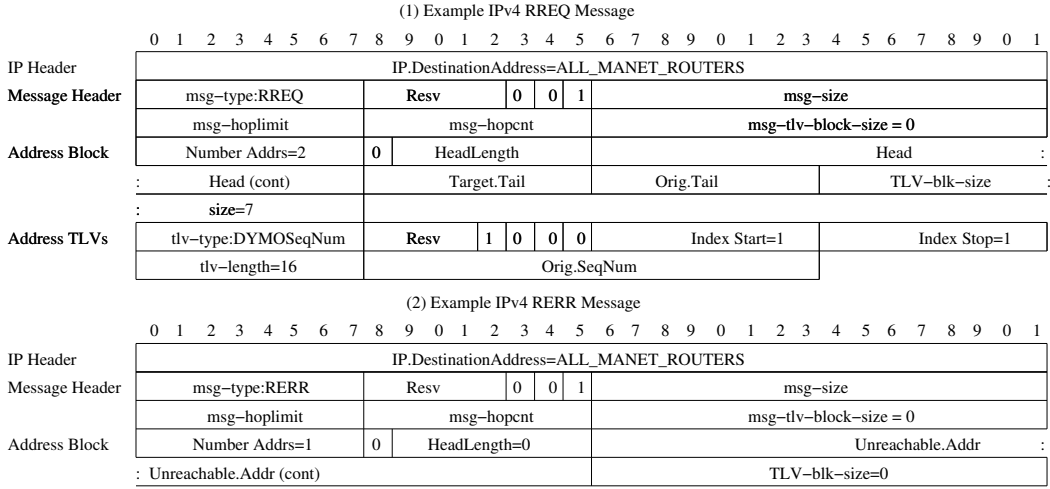 (1) Example IPv4 RREQ Message
0 1 2 3 4 5 6 7 8 9 0 1 2 3 4 5 6 7 8 9 0 1 2 3 4 5 6 7 8 9 0 1
IP Header IP.DestinationAddress=ALL_MANET_ROUTERS
Message Header msg−type:RREQ Resv 0 0 1 msg−size
msg−hoplimit msg−hopcnt msg−tlv−block−size = 0
Address Block Number Addrs=2 0 HeadLength Head :
: Head (cont) Target.Tail Orig.Tail TLV−blk−size :
: size=7
Address TLVs tlv−type:DYMOSeqNum Resv 1 0 0 0 Index Start=1 Index Stop=1
tlv−length=16 Orig.SeqNum
(2) Example IPv4 RERR Message
0 1 2 3 4 5 6 7 8 9 0 1 2 3 4 5 6 7 8 9 0 1 2 3 4 5 6 7 8 9 0 1
IP Header IP.DestinationAddress=ALL_MANET_ROUTERS
Message Header msg−type:RERR Resv 0 0 1 msg−size
msg−hoplimit msg−hopcnt msg−tlv−block−size = 0
Address Block Number Addrs=1 0 HeadLength=0 Unreachable.Addr :
: Unreachable.Addr (cont) TLV−blk−size=0